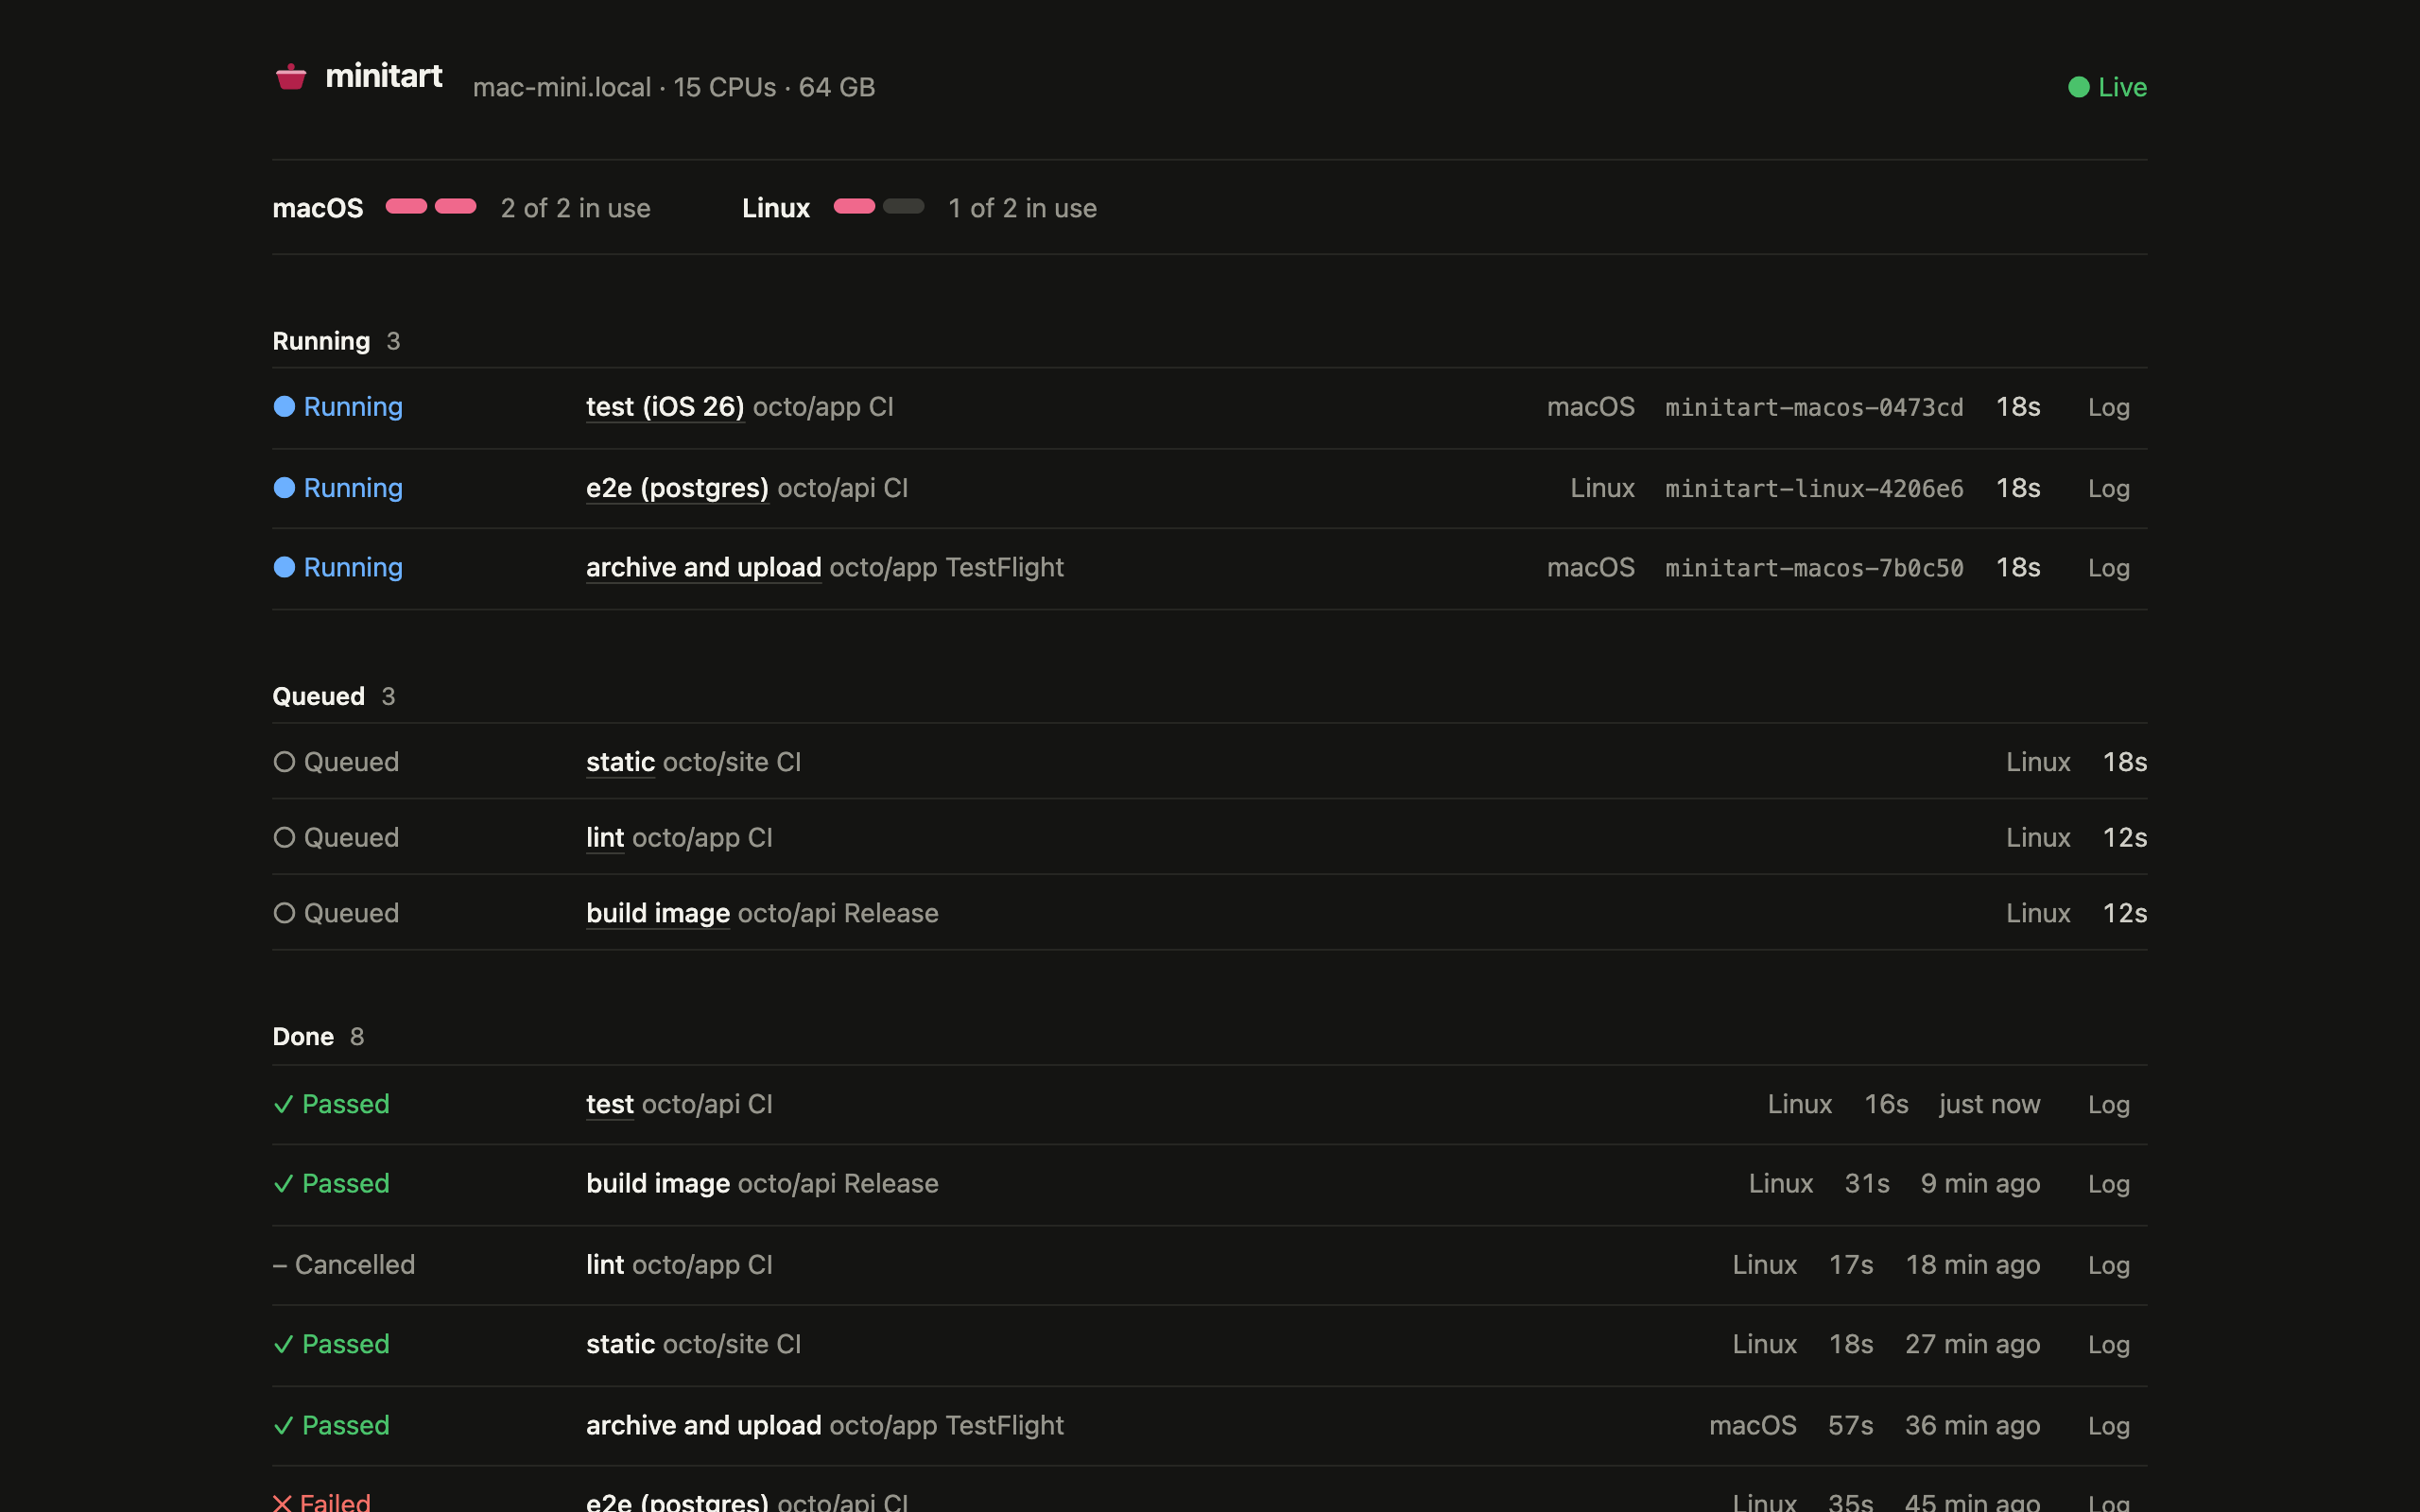 minitart mac-mini.local · 15 CPUs · 64 GB Live
macOS 2 of 2 in use Linux 1 of 2 in use
Running 3
Running test (iOS 26) octo/app CI macOS minitart-macos-0473cd 18s Log
Running e2e (postgres) octo/api CI Linux minitart-linux-4206e6 18s Log
Running archive and upload octo/app TestFlight macOS minitart-macos-7b0c50 18s Log
Queued 3
Queued static octo/site CI Linux 18s
Queued lint octo/app CI Linux 12s
Queued build image octo/api Release Linux 12s
Done 8
✓ Passed test octo/api CI Linux 16s just now Log
✓ Passed build image octo/api Release Linux 31s 9 min ago Log
– Cancelled lint octo/app CI Linux 17s 18 min ago Log
✓ Passed static octo/site CI Linux 18s 27 min ago Log
✓ Passed archive and upload octo/app TestFlight macOS 57s 36 min ago Log
✕ Failed e2e (postgres) octo/api CI Linux 35s 45 min ago Log